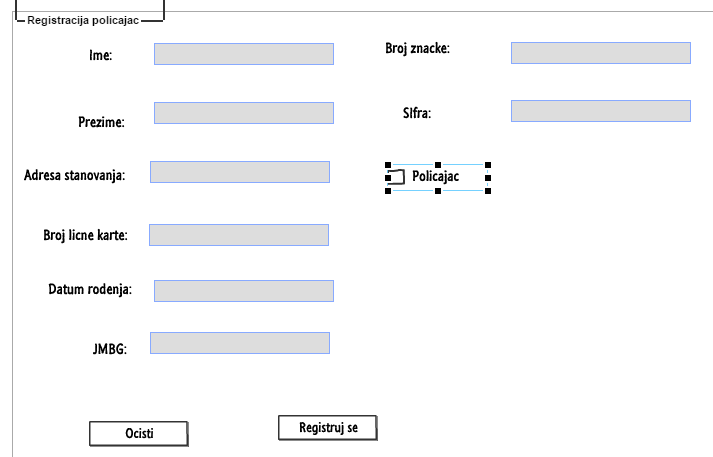 Registracija policajac
Ime:
Broj znacke:
Prezime:
SIfra:
Adresa stanovanja:
Policajac
Broj licne karte:
Datum rodenja:
JMBG:
Ocisti
Registruj se